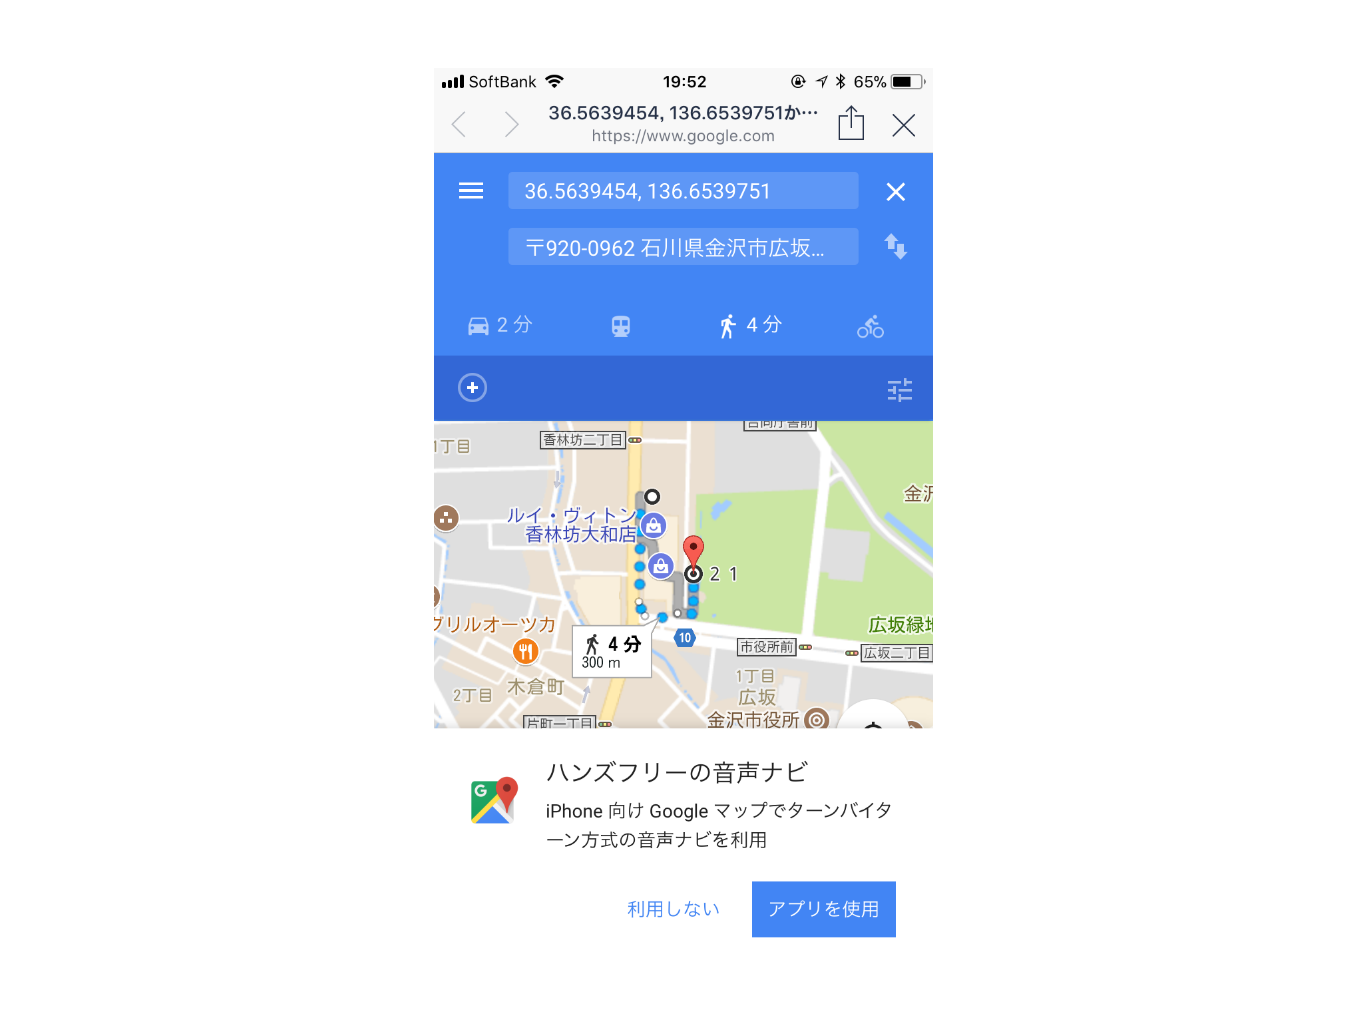 SoftBank
19:52
65%
36.5639454, 136.6539751か…
https://www.google.com
36.5639454, 136.6539751
〒920-0962 石川県金沢市広坂...
2 分
4 分
香林坊二丁目
1丁目
ルイ・ヴィトン
香林坊大和店
2 1
グリルオーツカ
広坂緑地
10
4 分
300 m
市役所前
広坂二丁目
1丁目
広坂
木倉町
2丁目
片町一丁目
金沢市役所
ハンズフリーの音声ナビ
iPhone 向け Google マップでターンバイタ
ーン方式の音声ナビを利用
利用しない
アプリを使用